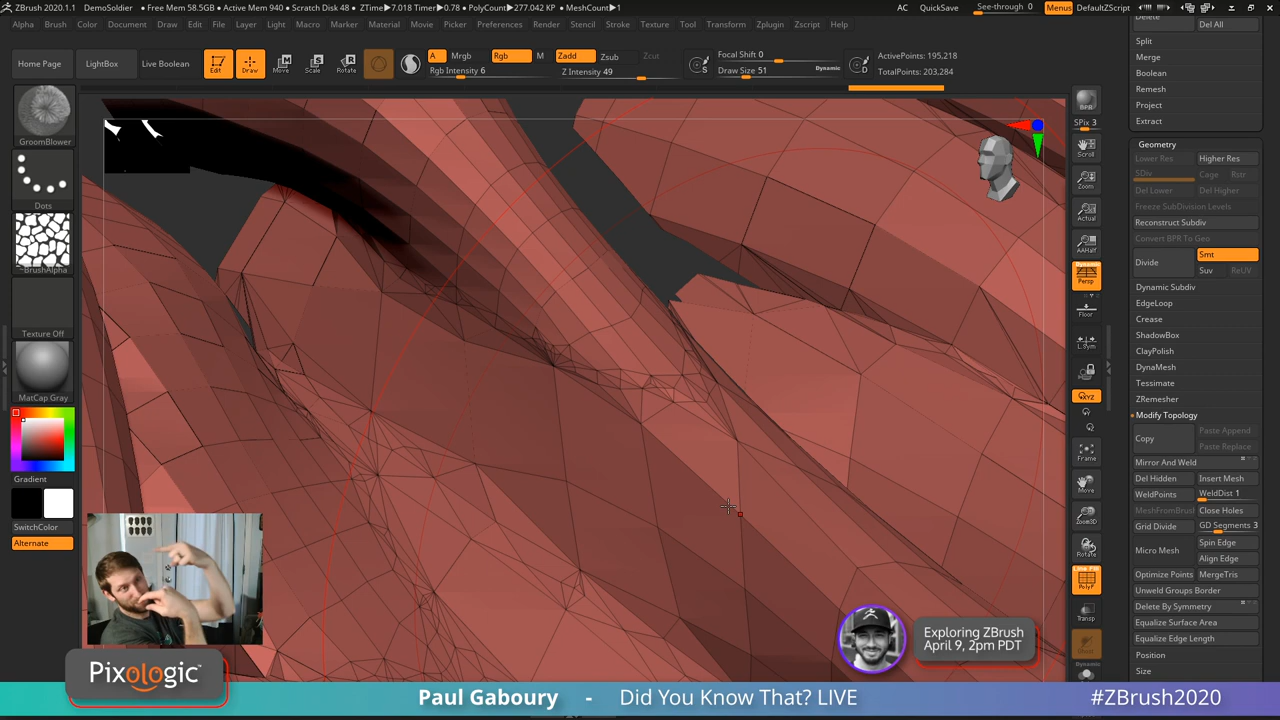 ZBrush 2020.1.1 DemoSoldier • Free Mem 58.5GB • Active Mem 940 • Scratch Disk 48 • ZTime▶7.018 Timer▶0.78 • PolyCount▶277.042 KP • MeshCount▶1 AC QuickSave See-through 0 Menus DefaultZScript
Alpha Brush Color Document Draw Edit File Layer Light Macro Marker Material Movie Picker Preferences Render Stencil Stroke Texture Tool Transform Zplugin Zscript Help
Home Page LightBox Live Boolean Edit Draw Move Scale Rotate
A Mrgb Rgb M Zadd Zsub Zcut
Rgb Intensity 6 Z Intensity 49
Focal Shift 0
Draw Size 51 Dynamic
ActivePoints: 195,218
TotalPoints: 203,284
GroomBlower
Dots
~BrushAlpha
Texture Off
MatCap Gray
Gradient
SwitchColor
Alternate
BPR
SPix 3
Scroll
Zoom
Actual
AAHalf
Dynamic
Persp
Floor
L.Sym
XYZ
Frame
Move
Zoom3D
Rotate
Line Fill
PolyF
Transp
Ghost
Dynamic
Delete Del All
Split
Merge
Boolean
Remesh
Project
Extract
Geometry
Lower Res Higher Res
SDiv Cage Rstr
Del Lower Del Higher
Freeze SubDivision Levels
Reconstruct Subdiv
Convert BPR To Geo
Divide Smt
Suv ReUV
Dynamic Subdiv
EdgeLoop
Crease
ShadowBox
ClayPolish
DynaMesh
Tessimate
ZRemesher
Modify Topology
Copy Paste Append
Paste Replace
Mirror And Weld
Del Hidden Insert Mesh
WeldPoints WeldDist 1
MeshFromBrush Close Holes
Grid Divide GD Segments 3
Micro Mesh Spin Edge
Align Edge
Optimize Points MergeTris
Unweld Groups Border
Delete By Symmetry
Equalize Surface Area
Equalize Edge Length
Position
Size
Exploring ZBrush
April 9, 2pm PDT
Pixologic™
Paul Gaboury - Did You Know That? LIVE #ZBrush2020